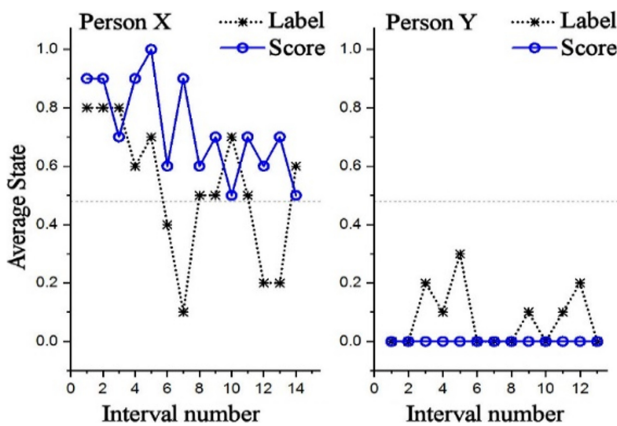 Person X
Label
Score
Person Y
Label
Score
Average State
1.0
0.8
0.6
0.4
0.2
0.0
0 2 4 6 8 10 12 14
Interval number
1.0
0.8
0.6
0.4
0.2
0.0
0 2 4 6 8 10 12
Interval number